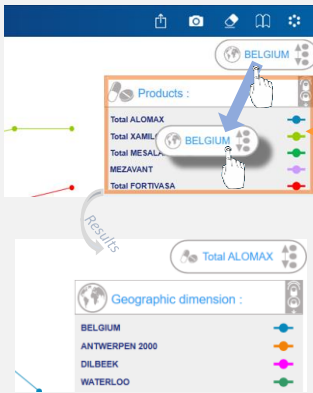 BELGIUM
Products :
Total ALOMAX
Total XAMIL
BELGIUM
Total MESALA
MEZAVANT
Total FORTIVASA
Results
Total ALOMAX
Geographic dimension :
BELGIUM
ANTWERPEN 2000
DILBEEK
WATERLOO